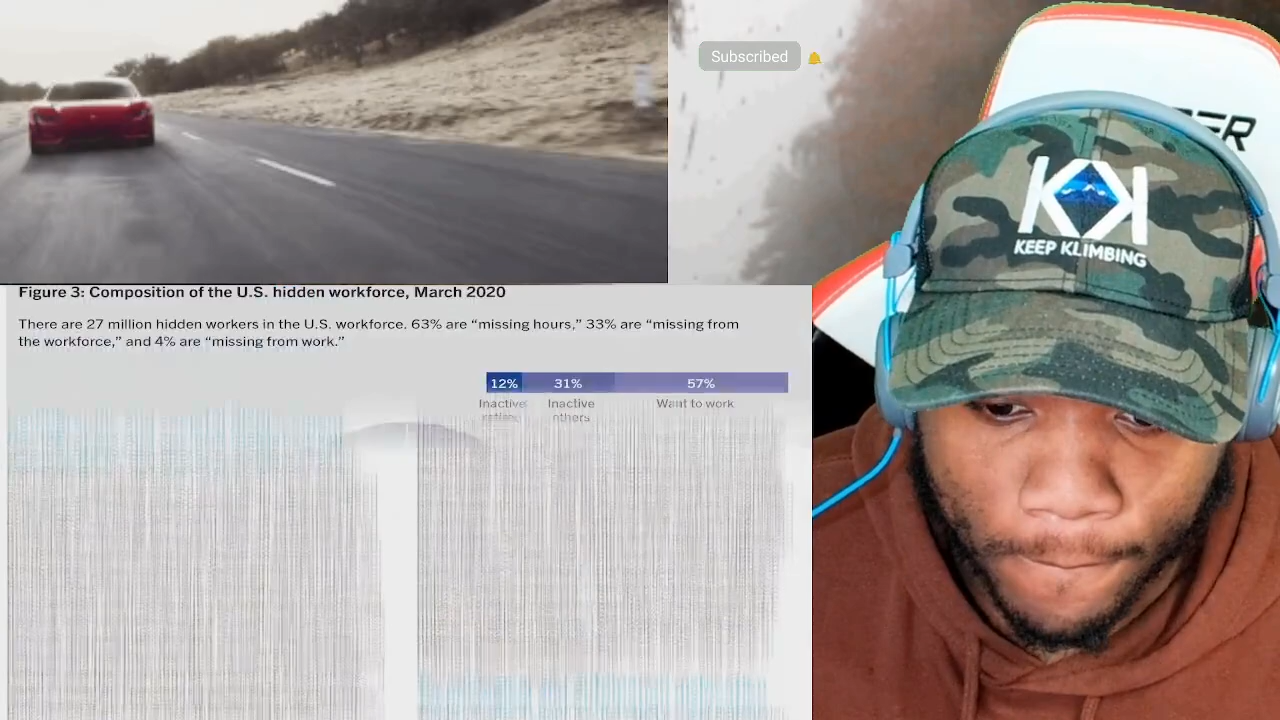 Subscribed
KK
KEEP KLIMBING
Figure 3: Composition of the U.S. hidden workforce, March 2020
There are 27 million hidden workers in the U.S. workforce. 63% are “missing hours,” 33% are “missing from
the workforce,” and 4% are “missing from work.”
12% 31% 57%
Inactive Inactive Want to work
others